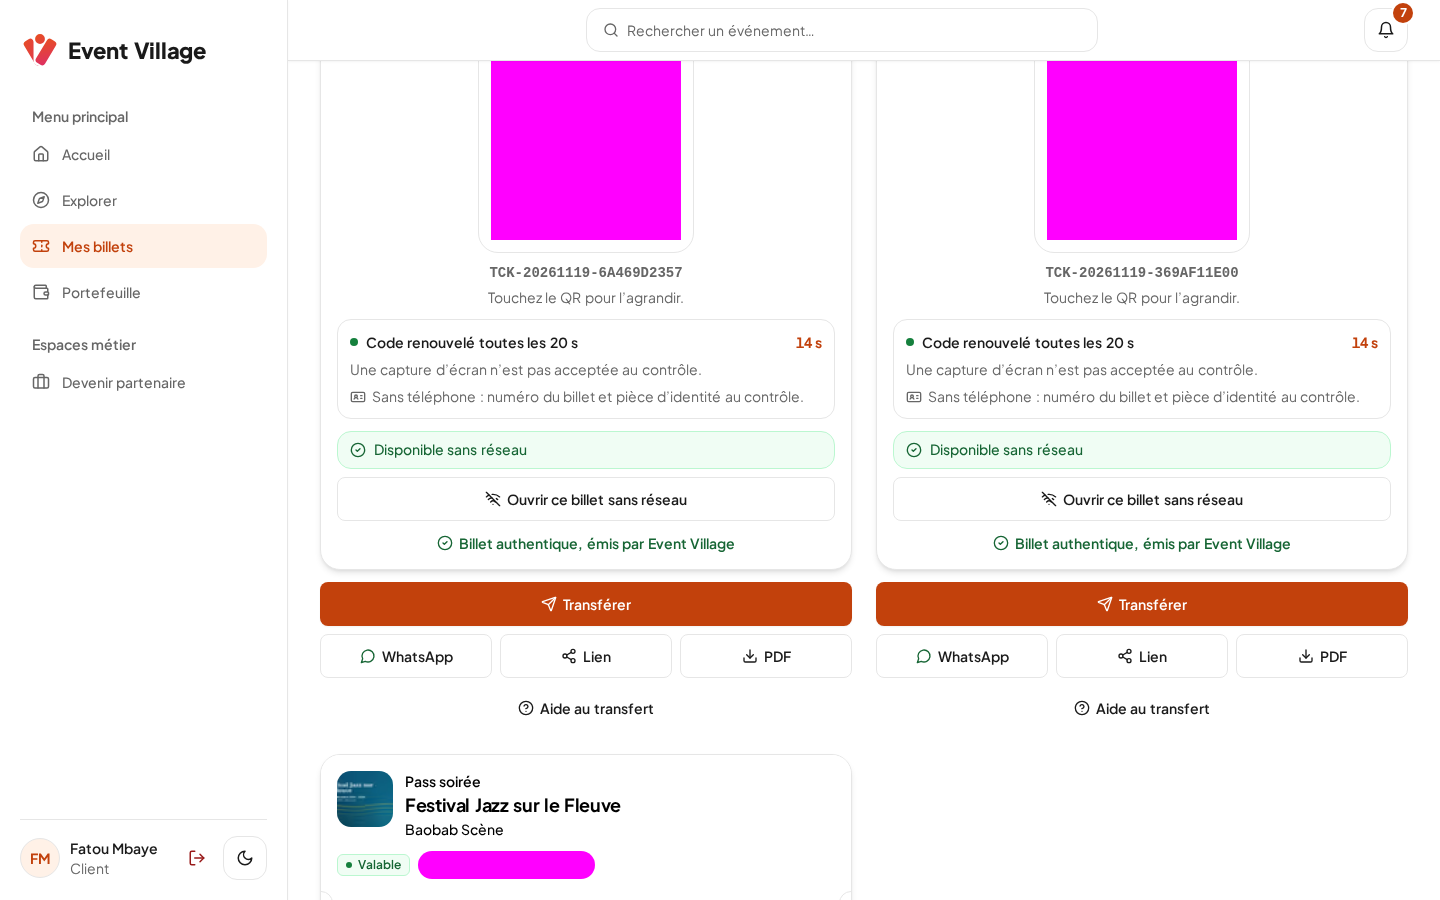 Event Village
Rechercher un événement…
7
Menu principal
Accueil
Explorer
Mes billets
Portefeuille
Espaces métier
Devenir partenaire
FM
Fatou Mbaye
Client
TCK-20261119-6A469D2357
Touchez le QR pour l'agrandir.
Code renouvelé toutes les 20 s
14 s
Une capture d'écran n'est pas acceptée au contrôle.
Sans téléphone : numéro du billet et pièce d'identité au contrôle.
Disponible sans réseau
Ouvrir ce billet sans réseau
Billet authentique, émis par Event Village
Transférer
WhatsApp
Lien
PDF
Aide au transfert
TCK-20261119-369AF11E00
Touchez le QR pour l'agrandir.
Code renouvelé toutes les 20 s
14 s
Une capture d'écran n'est pas acceptée au contrôle.
Sans téléphone : numéro du billet et pièce d'identité au contrôle.
Disponible sans réseau
Ouvrir ce billet sans réseau
Billet authentique, émis par Event Village
Transférer
WhatsApp
Lien
PDF
Aide au transfert
Pass soirée
Festival Jazz sur le Fleuve
Baobab Scène
Valable